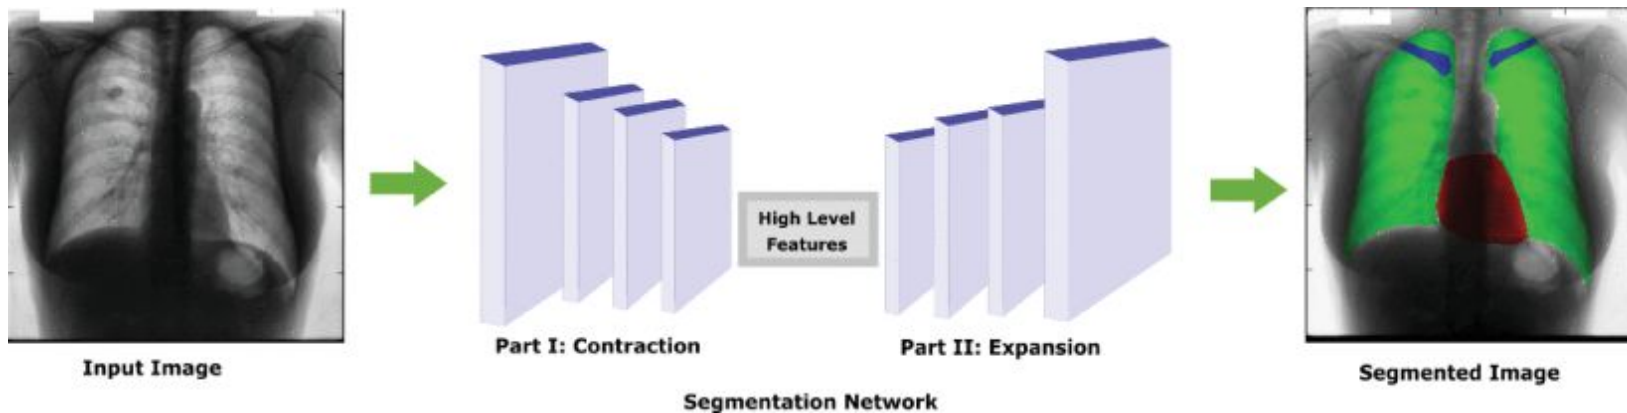 Input Image
Part I: Contraction
High Level
Features
Part II: Expansion
Segmented Image
Segmentation Network